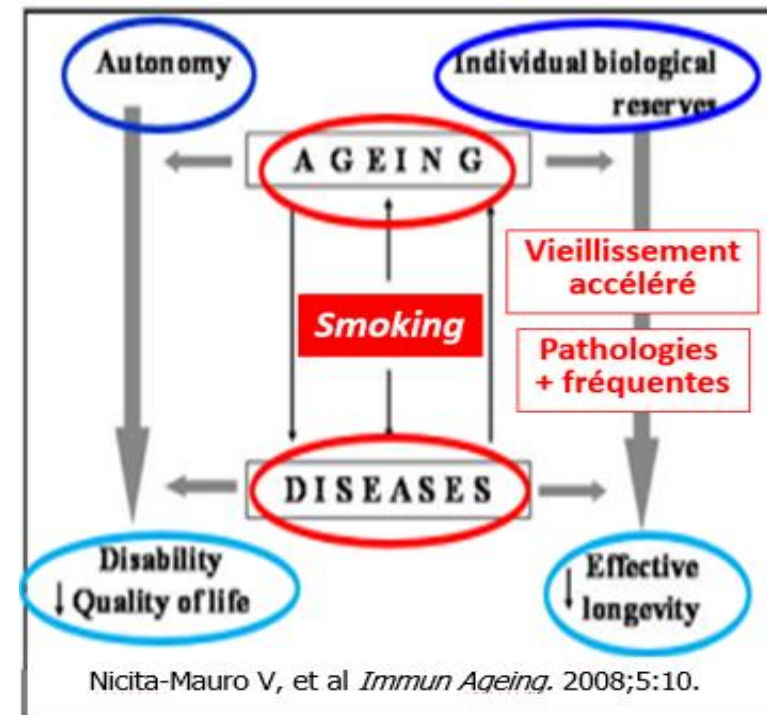 Autonomy
Individual biological
reserves
AGEING
Vieillissement
accéléré
Smoking
Pathologies
+ fréquentes
DISEASES
Disability
↓ Quality of life
↓ Effective
longevity
Nicita-Mauro V, et al Immun Ageing. 2008;5:10.